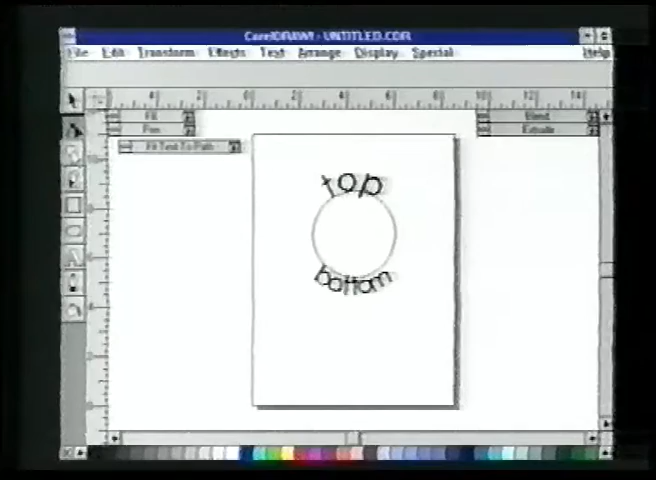 CorelDRAW! - UNTITLED.CDR
File Edit Transform Effects Text Arrange Display Special Help
Fill
Pen
Fit Text To Path
Blend
Extrude
top
bottom